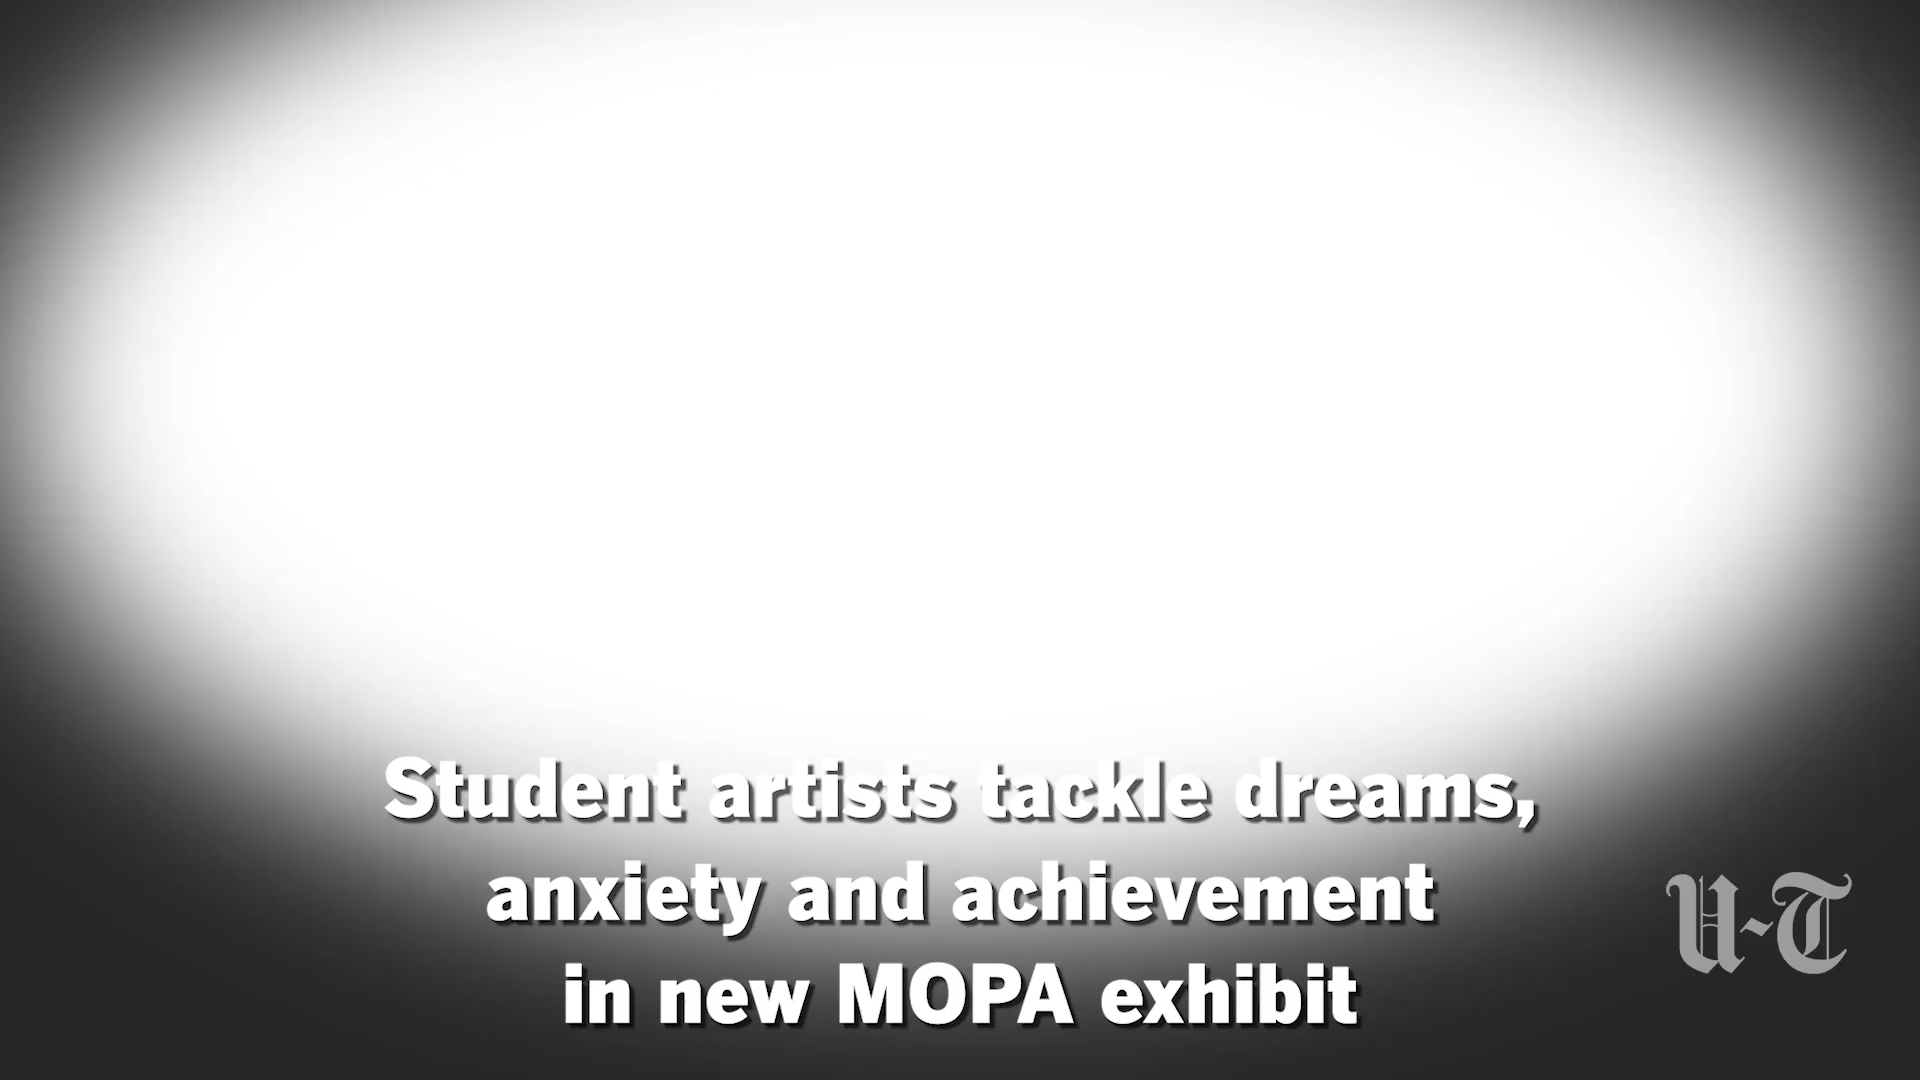 Student artists tackle dreams,
anxiety and achievement
in new MOPA exhibit
U-T